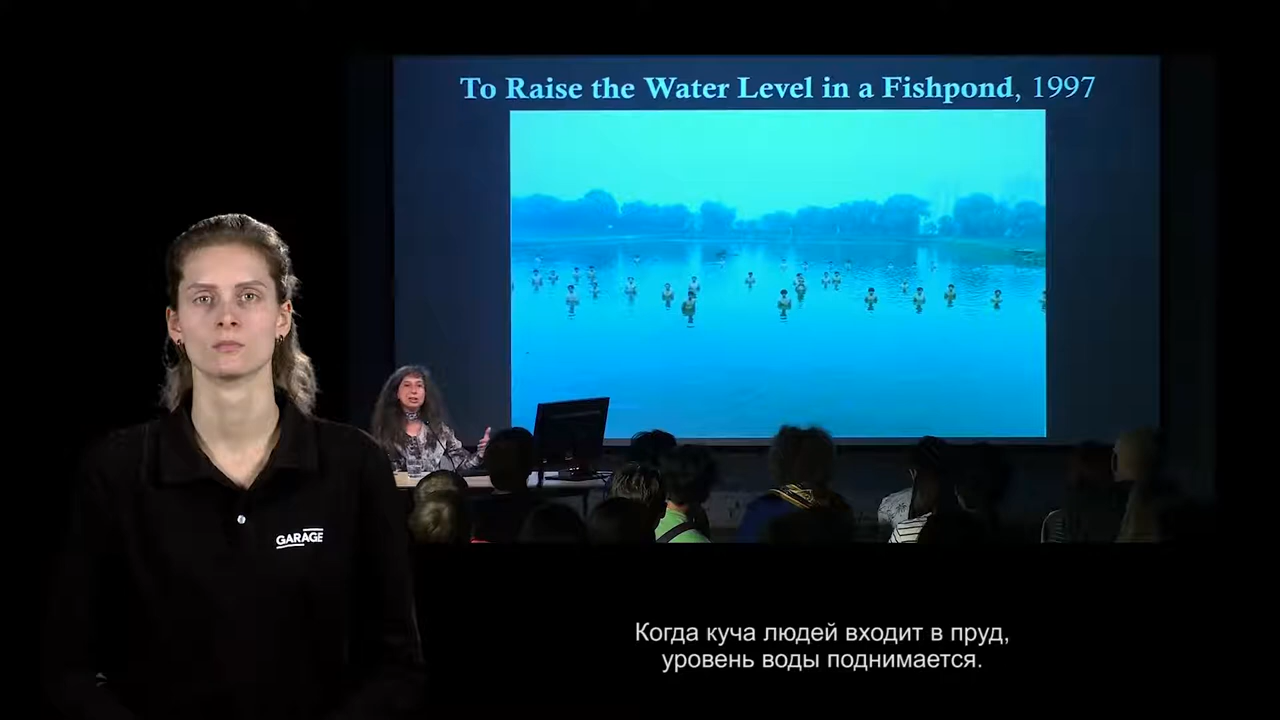 To Raise the Water Level in a Fishpond, 1997
GARAGE
Когда куча людей входит в пруд,
уровень воды поднимается.